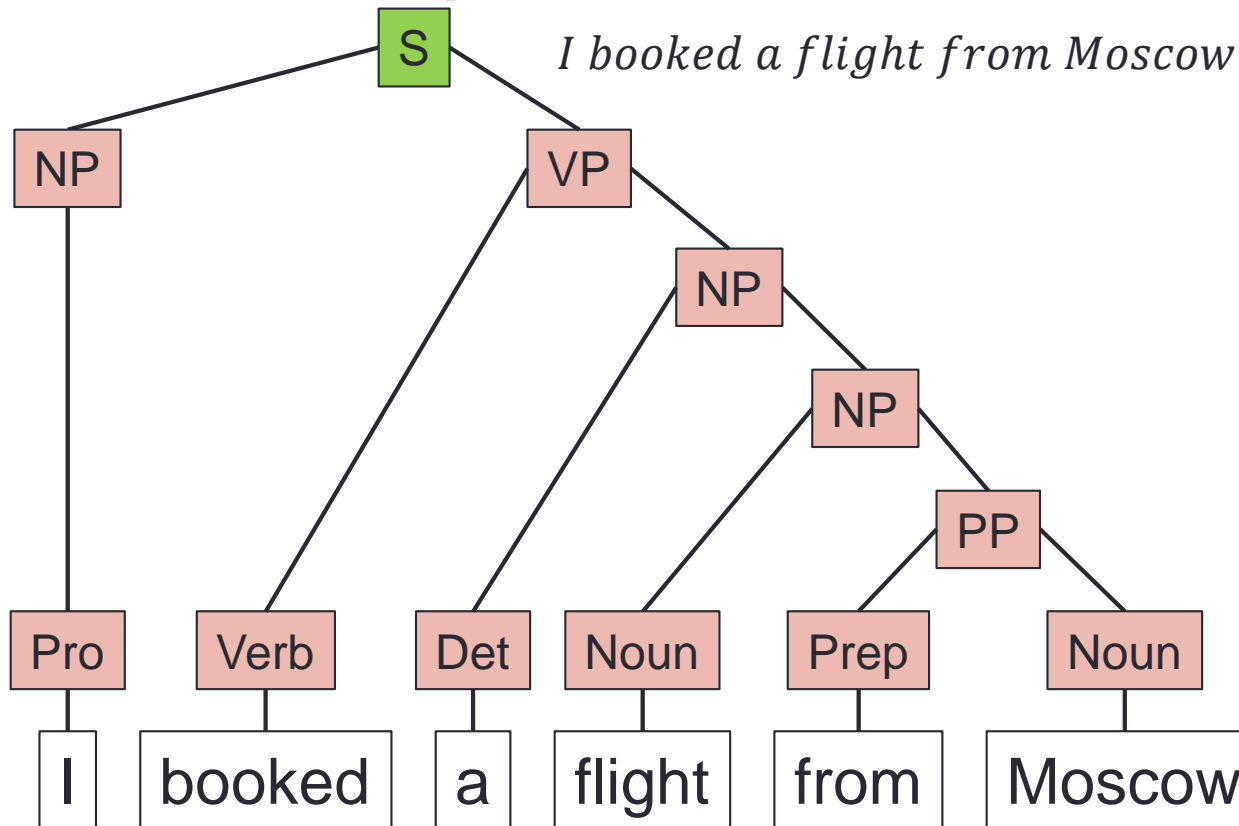 S
I booked a flight from Moscow
NP
VP
NP
NP
PP
Pro
Verb
Det
Noun
Prep
Noun
I
booked
a
flight
from
Moscow